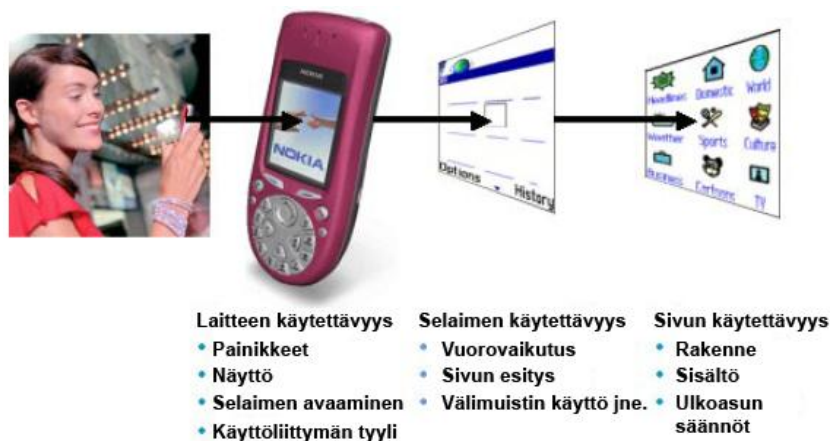 NOKIA
NOKIA
Options
History
Headlines
Domestic
World
Weather
Sports
Culture
Business
Cartoons
TV
Laitteen käytettävyys
• Painikkeet
• Näyttö
• Selaimen avaaminen
• Käyttöliittymän tyyli
Selaimen käytettävyys
• Vuorovaikutus
• Sivun esitys
• Välimuistin käyttö jne.
Sivun käytettävyys
• Rakenne
• Sisältö
• Ulkoasun
säännöt